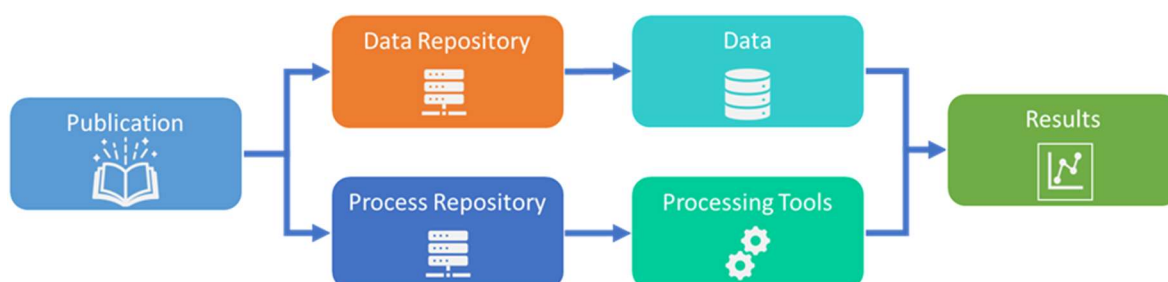 Publication
Data Repository
Data
Process Repository
Processing Tools
Results